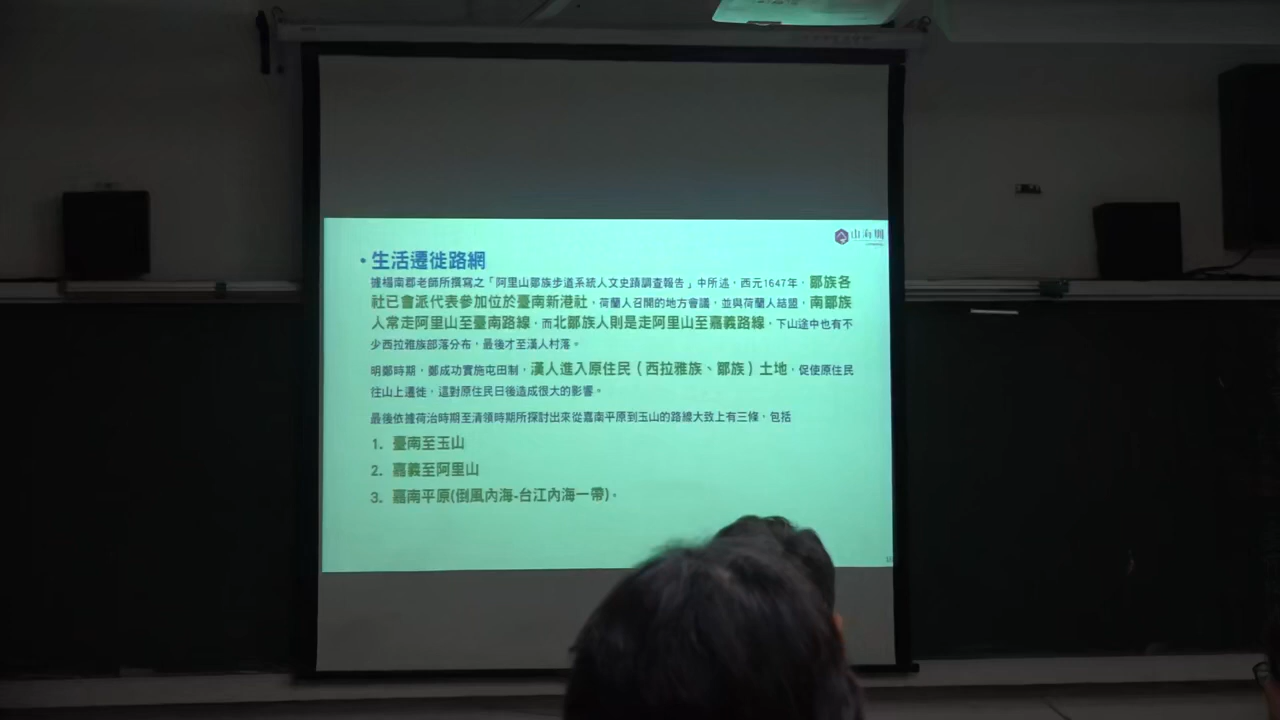 山海圳
• 生活遷徙路網
據楊南郡老師所撰寫之「阿里山鄒族步道系統人文史蹟調查報告」中所述，西元1647年，鄒族各
社已會派代表參加位於臺南新港社，荷蘭人召開的地方會議，並與荷蘭人結盟，南鄒族
人常走阿里山至臺南路線，而北鄒族人則是走阿里山至嘉義路線，下山途中也有不
少西拉雅族部落分布，最後才至漢人村落。
明鄭時期，鄭成功實施屯田制，漢人進入原住民（西拉雅族、鄒族）土地，促使原住民
往山上遷徙，這對原住民日後造成很大的影響。
最後依據荷治時期至清領時期所探討出來從嘉南平原到玉山的路線大致上有三條，包括
1. 臺南至玉山
2. 嘉義至阿里山
3. 嘉南平原(倒風內海-台江內海一帶)。